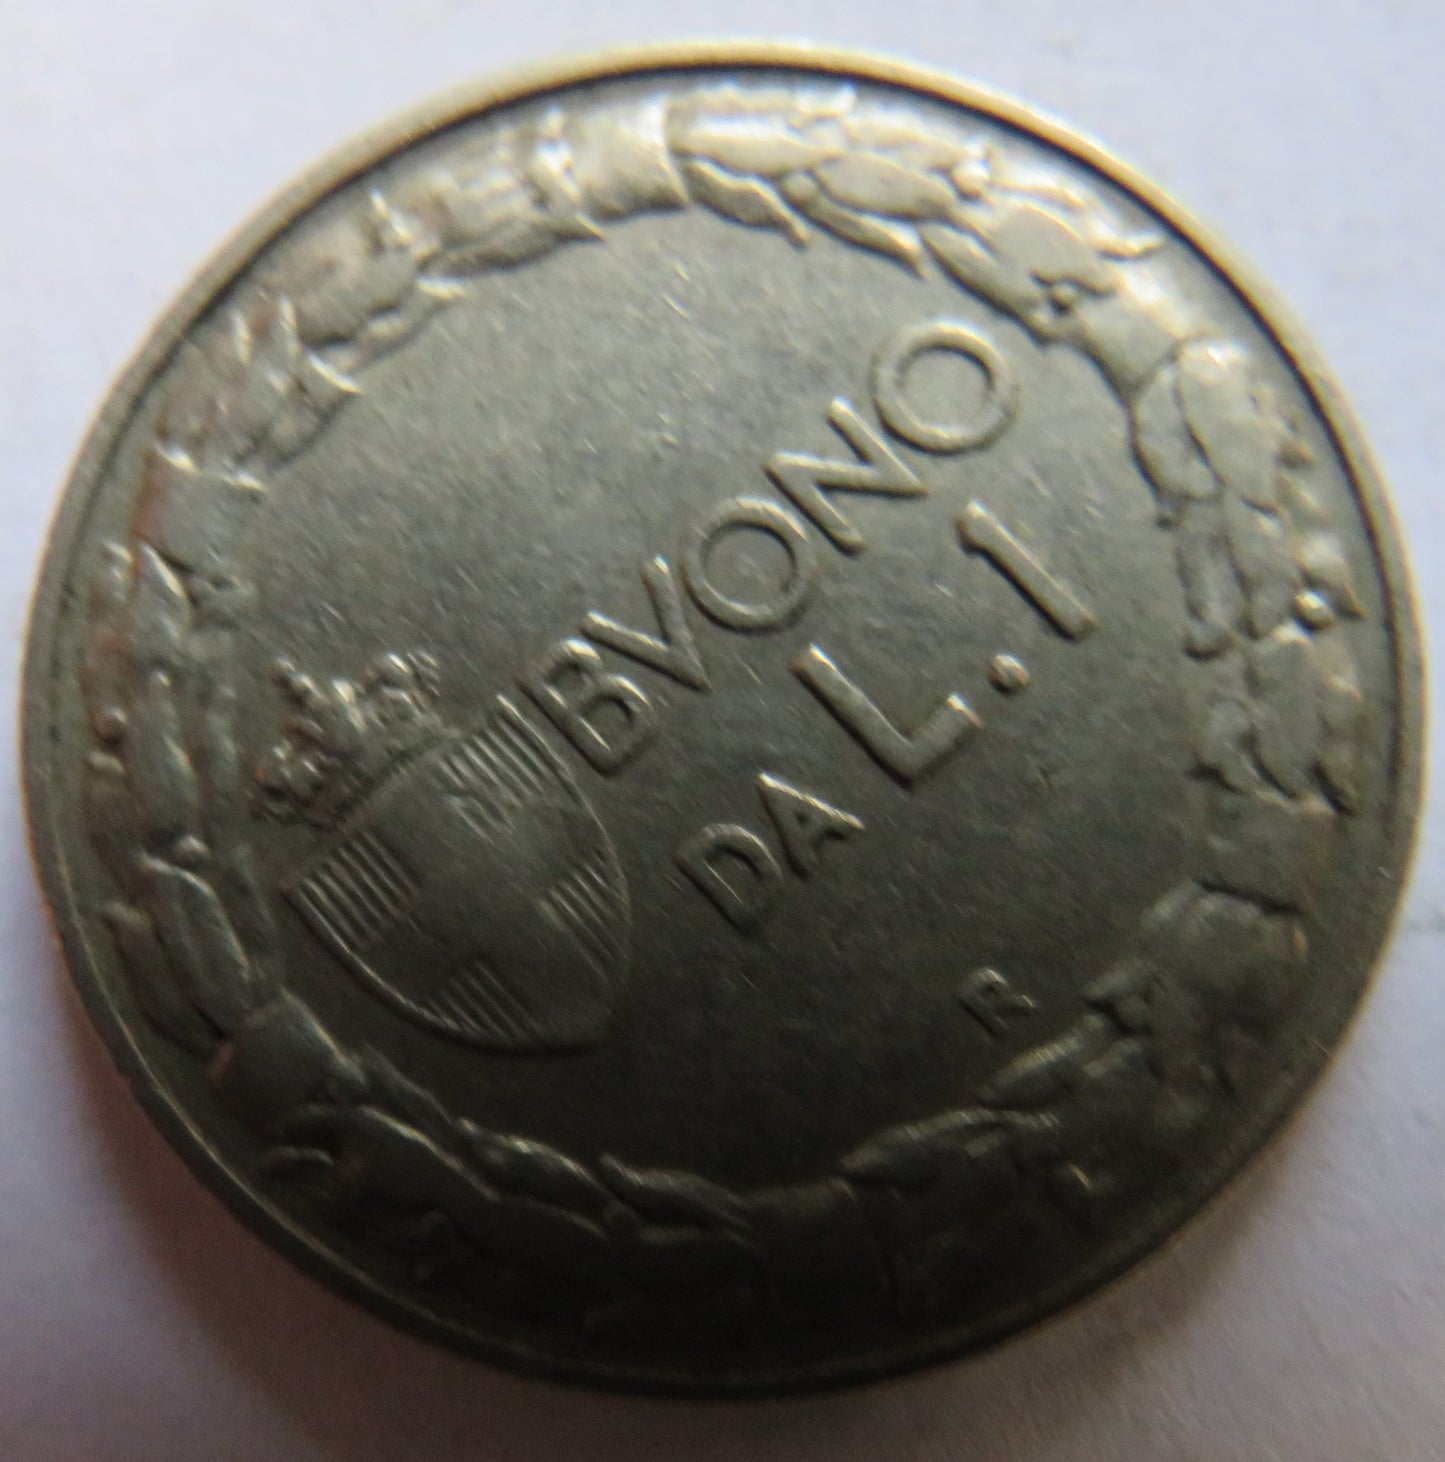 BVONO
DA L. 1
R